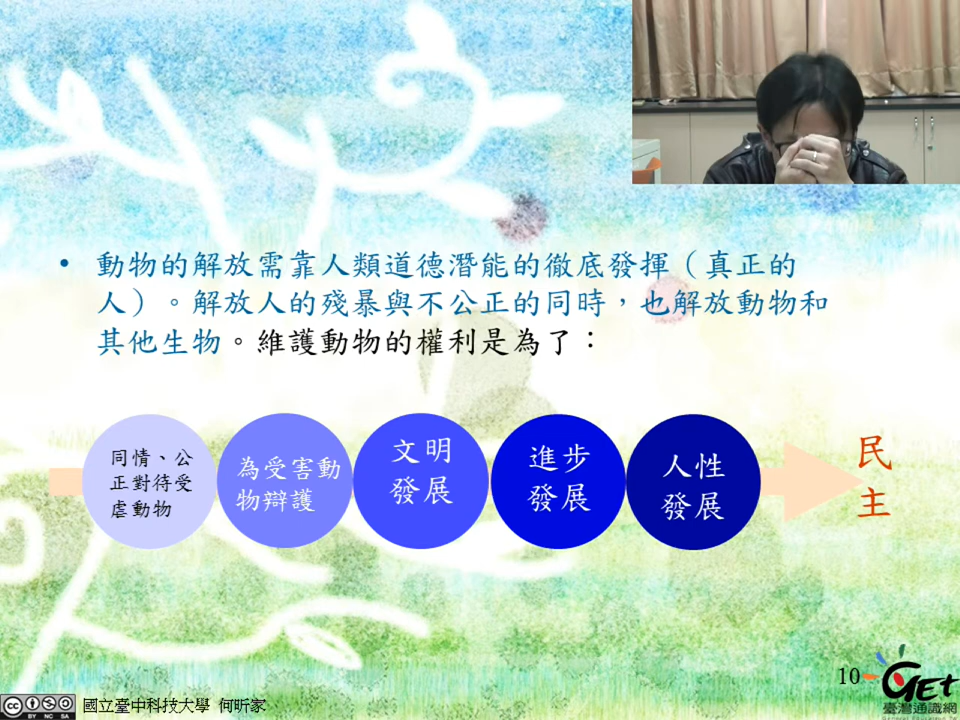 • 動物的解放需靠人類道德潛能的徹底發揮（真正的
人）。解放人的殘暴與不公正的同時，也解放動物和
其他生物。維護動物的權利是為了：
同情、公
正對待受
虐動物
為受害動
物辯護
文明
發展
進步
發展
人性
發展
民
主
10
GET
臺灣通識網
cc BY NC SA
國立臺中科技大學 何昕家